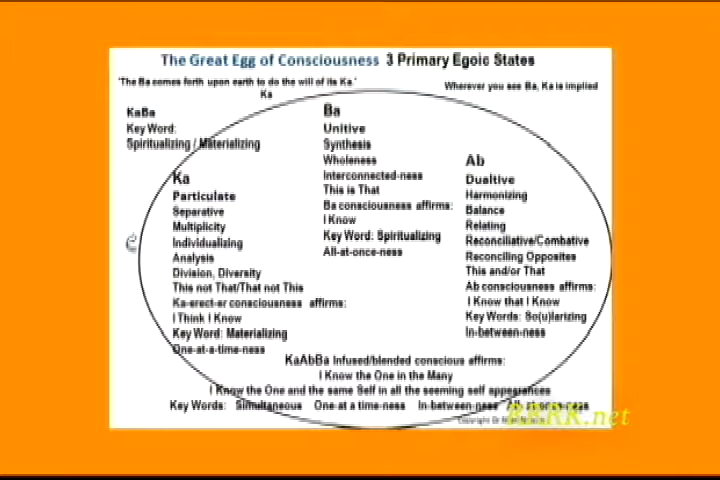 The Great Egg of Consciousness 3 Primary Egoic States
'The Ba comes forth upon earth to do the will of its Ka.'
Ka
Wherever you see Ba, Ka is implied
KaBa
Key Word:
Spiritualizing / Materializing
Ba
Unitive
Synthesis
Wholeness
Interconnected-ness
This is That
Ba consciousness affirms:
I Know
Key Word: Spiritualizing
All-at-once-ness
Ka
Particulate
Separative
Multiplicity
Individualizing
Analysis
Division, Diversity
This not That/That not This
Ka-erect-er consciousness affirms:
I Think I Know
Key Word: Materializing
One-at-a-time-ness
Ab
Dualtive
Harmonizing
Balance
Relating
Reconciliative/Combative
Reconciling Opposites
This and/or That
Ab consciousness affirms:
I Know that I Know
Key Words: So(u)larizing
In-between-ness
KaAbBa Infused/blended conscious affirms:
I Know the One in the Many
I Know the One and the same Self in all the seeming self appearances
Key Words: Simultaneous One-at a time-ness In-between-ness All-at-once-ness
Copyright Dr
.net